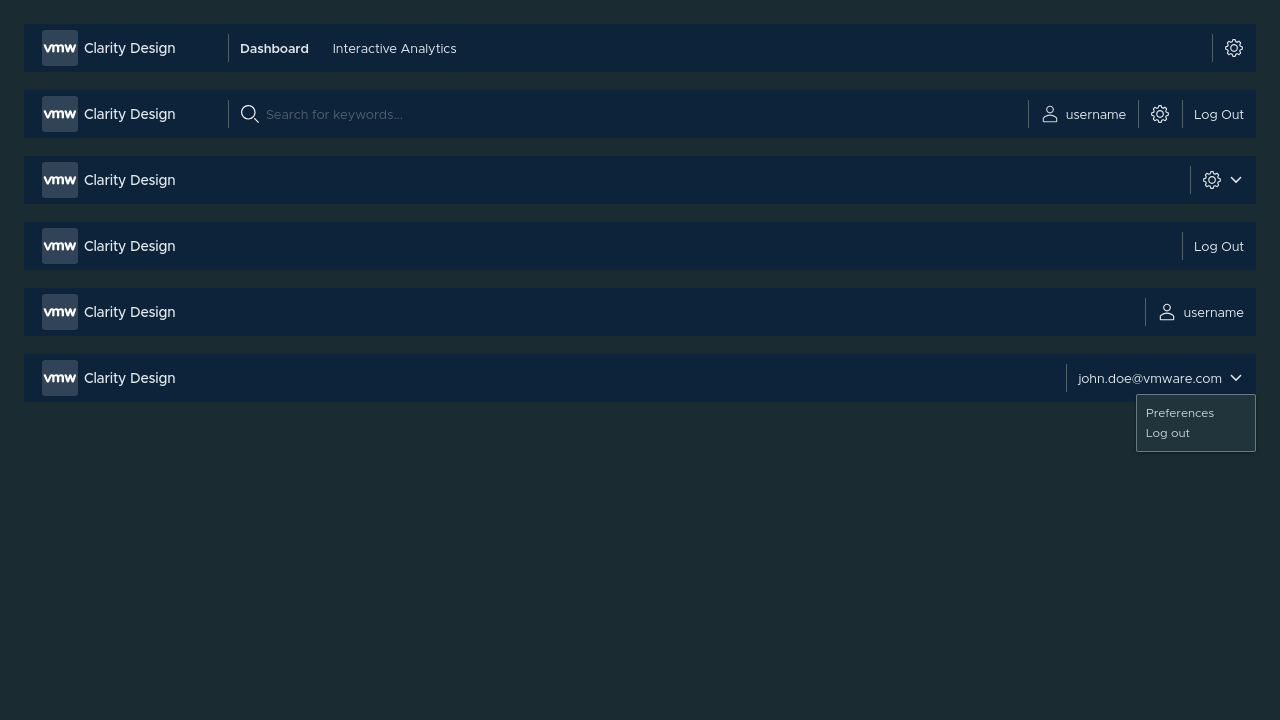 vmw Clarity Design Dashboard Interactive Analytics
vmw Clarity Design Search for keywords... username Log Out
vmw Clarity Design
vmw Clarity Design Log Out
vmw Clarity Design username
vmw Clarity Design john.doe@vmware.com
Preferences
Log out